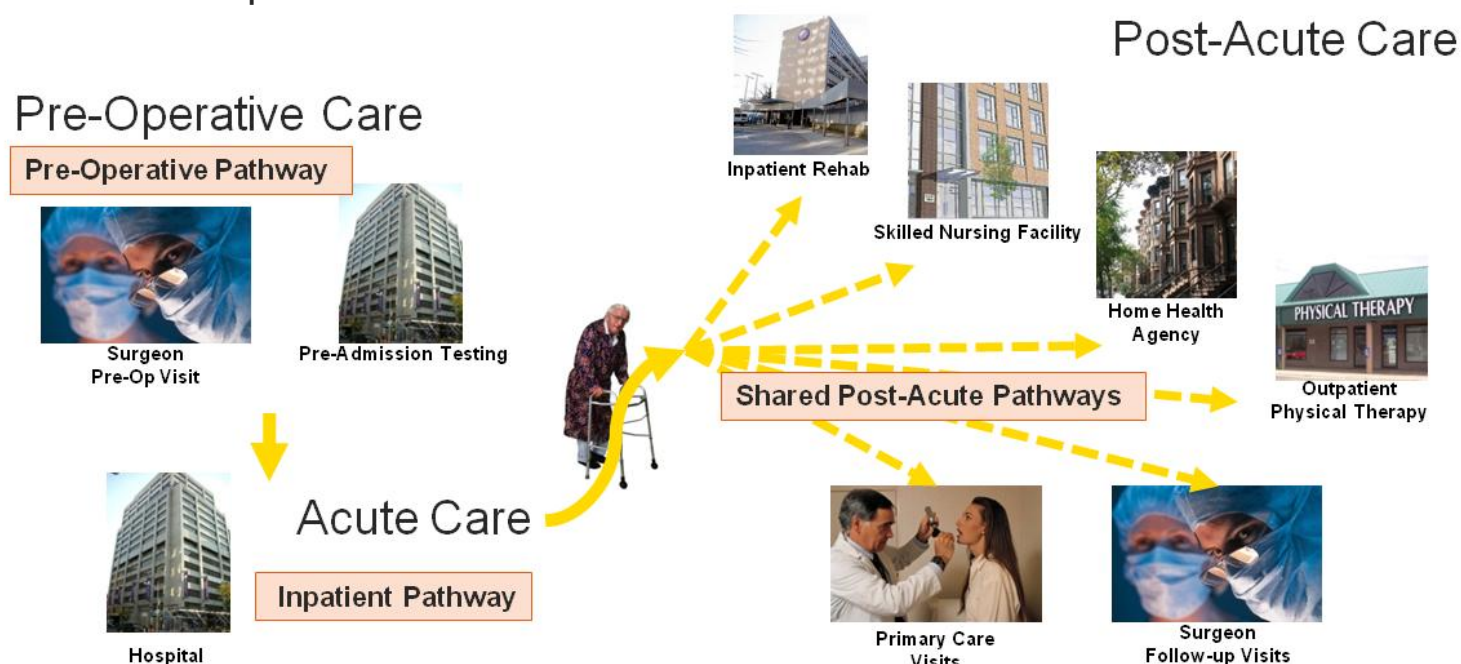 Post-Acute Care
Pre-Operative Care
Pre-Operative Pathway
Surgeon
Pre-Op Visit
Pre-Admission Testing
Inpatient Rehab
Skilled Nursing Facility
Home Health
Agency
PHYSICAL THERAPY
Outpatient
Physical Therapy
Shared Post-Acute Pathways
Acute Care
Inpatient Pathway
Hospital
Primary Care
Visits
Surgeon
Follow-up Visits